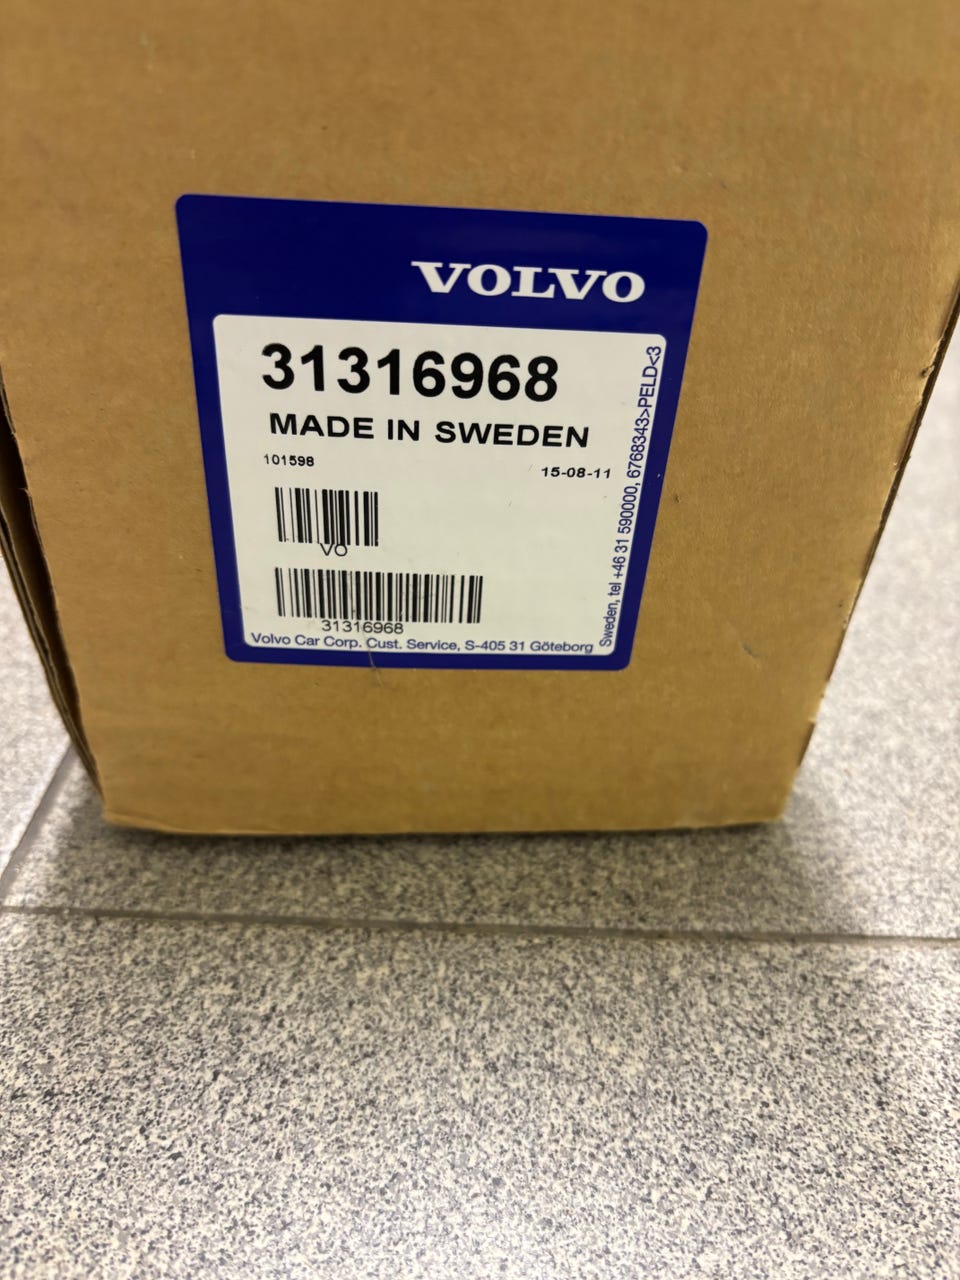 VOLVO
31316968
MADE IN SWEDEN
101598
15-08-11
VO
31316968
Volvo Car Corp. Cust. Service, S-405 31 Göteborg
Sweden, tel +46 31 590000, 6768343>PELD<3